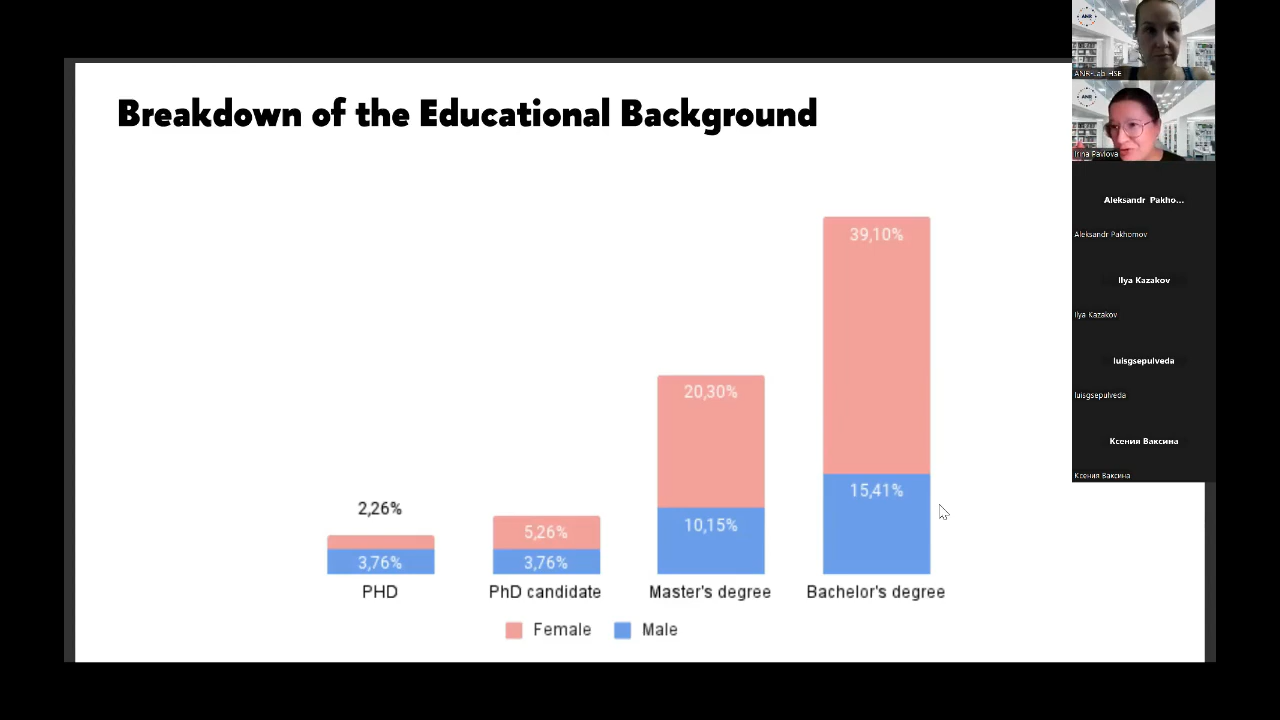 Breakdown of the Educational Background
39,10%
20,30%
15,41%
2,26%
10,15%
5,26%
3,76%
3,76%
PHD
PhD candidate
Master's degree
Bachelor's degree
Female
Male
ANR
ANR-Lab HSE
ANR
Irina Pavlova
Aleksandr Pakho...
Aleksandr Pakhomov
Ilya Kazakov
Ilya Kazakov
luisgsepulveda
luisgsepulveda
Ксения Ваксина
Ксения Ваксина